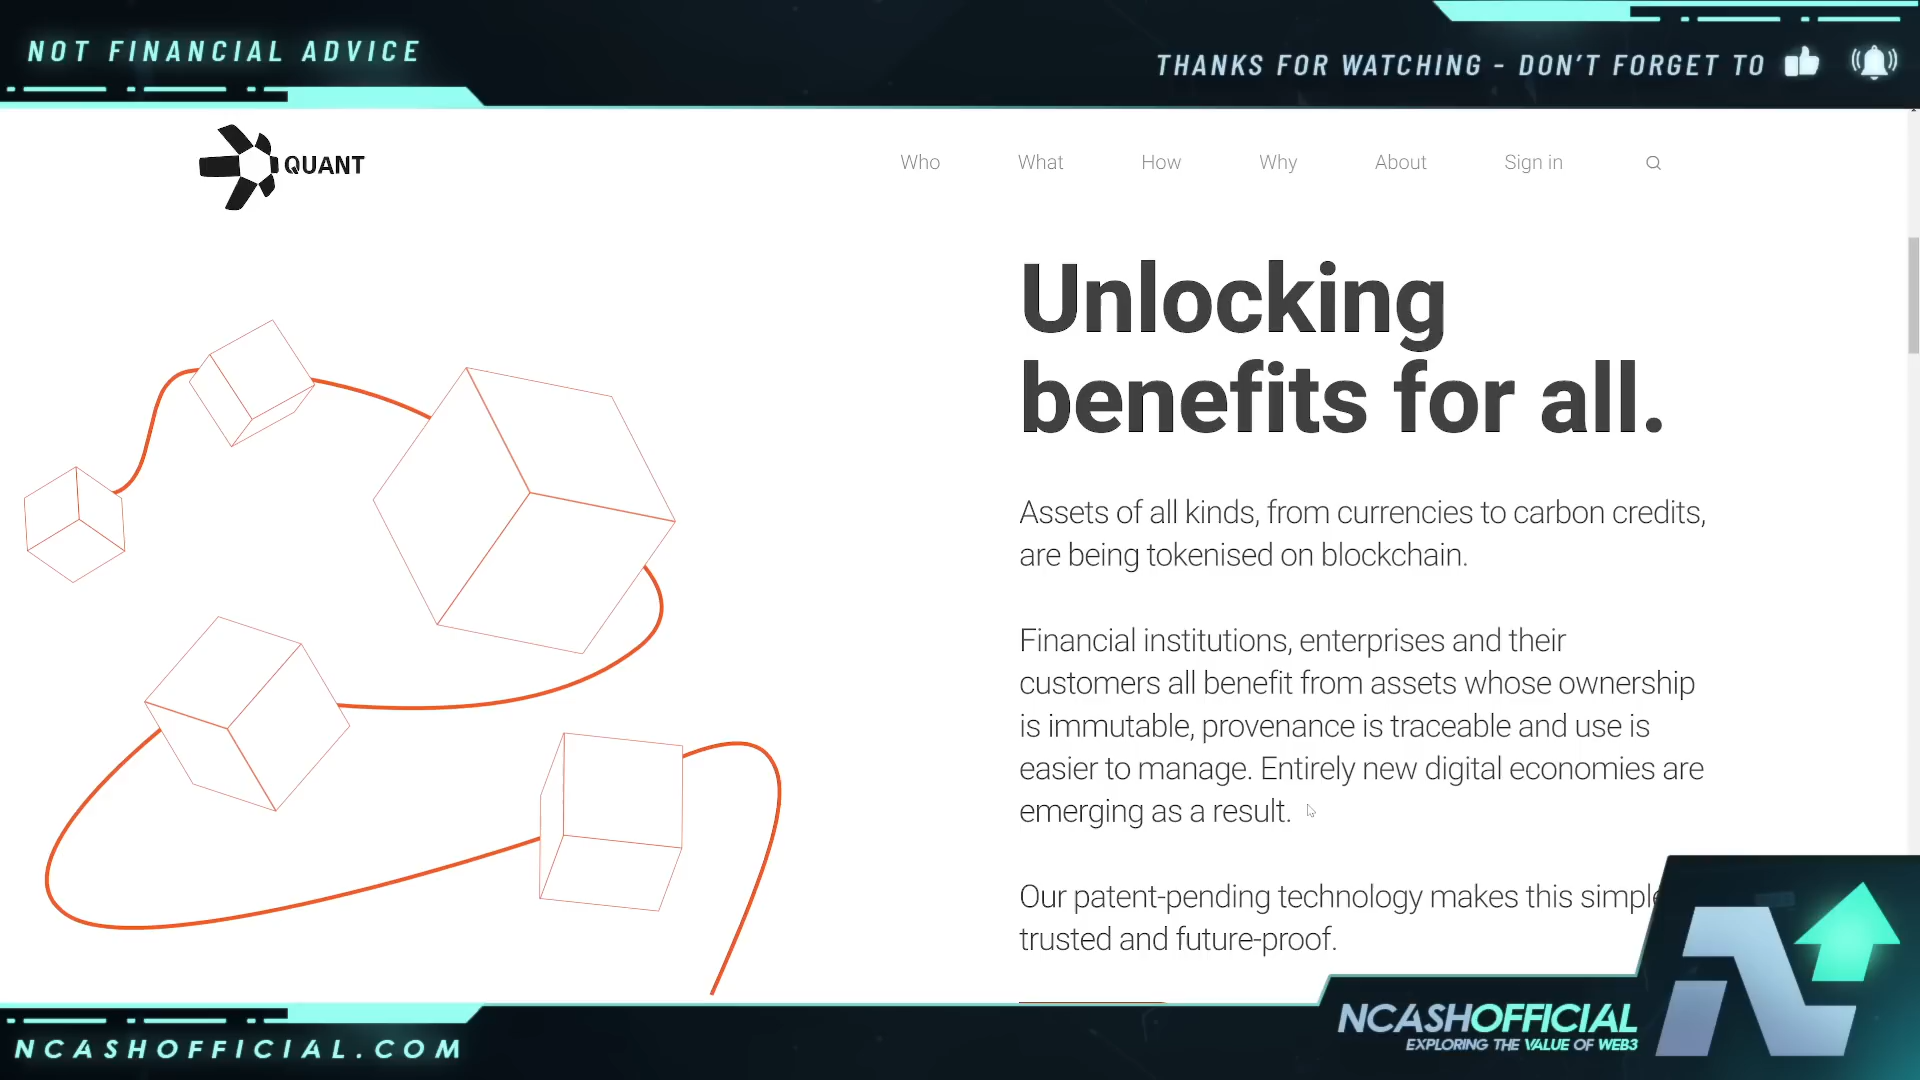 NOT FINANCIAL ADVICE
THANKS FOR WATCHING - DON'T FORGET TO
QUANT
Who What How Why About Sign in
Unlocking
benefits for all.
Assets of all kinds, from currencies to carbon credits,
are being tokenised on blockchain.
Financial institutions, enterprises and their
customers all benefit from assets whose ownership
is immutable, provenance is traceable and use is
easier to manage. Entirely new digital economies are
emerging as a result.
Our patent-pending technology makes this simple
trusted and future-proof.
NCASHOFFICIAL.COM
NCASHOFFICIAL
EXPLORING THE VALUE OF WEB3